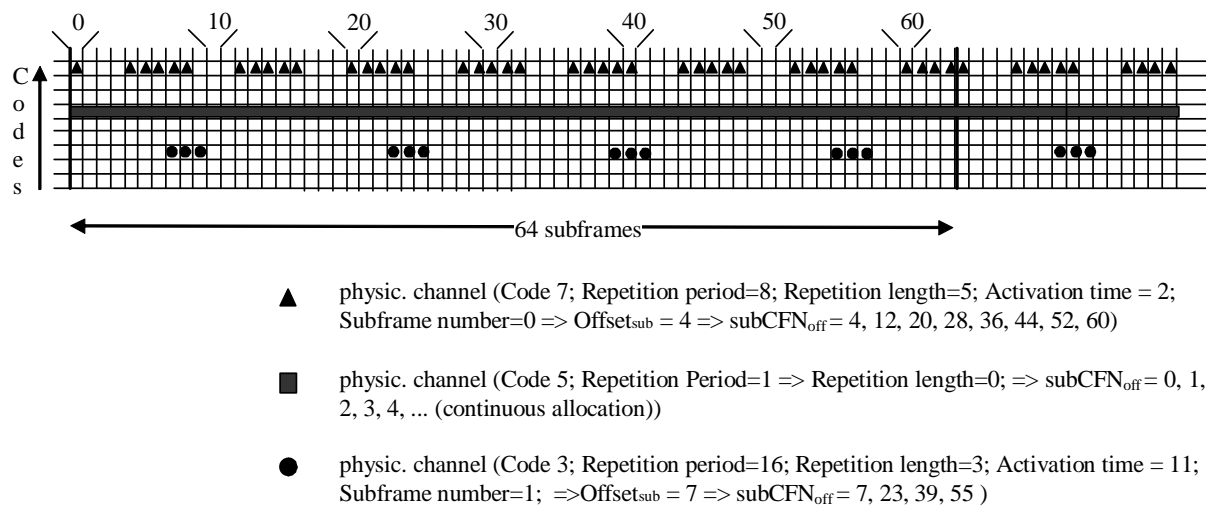 0 10 20 30 40 50 60
C
o
d
e
s
64 subframes
physic. channel (Code 7; Repetition period=8; Repetition length=5; Activation time = 2;
Subframe number=0 => Offsetsub = 4 => subCFNoff = 4, 12, 20, 28, 36, 44, 52, 60)
physic. channel (Code 5; Repetition Period=1 => Repetition length=0; => subCFNoff = 0, 1,
2, 3, 4, ... (continuous allocation))
physic. channel (Code 3; Repetition period=16; Repetition length=3; Activation time = 11;
Subframe number=1; =>Offsetsub = 7 => subCFNoff = 7, 23, 39, 55 )